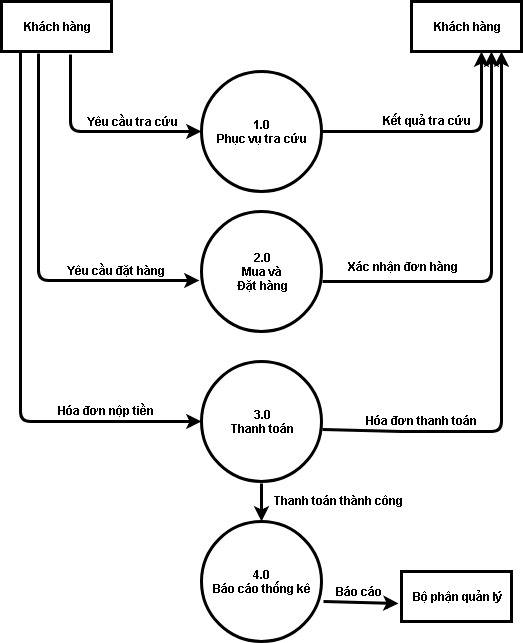 Khách hàng
Khách hàng
1.0
Phục vụ tra cứu
Yêu cầu tra cứu
Kết quả tra cứu
2.0
Mua và
Đặt hàng
Yêu cầu đặt hàng
Xác nhận đơn hàng
3.0
Thanh toán
Hóa đơn nộp tiền
Hóa đơn thanh toán
Thanh toán thành công
4.0
Báo cáo thống kê
Báo cáo
Bộ phận quản lý